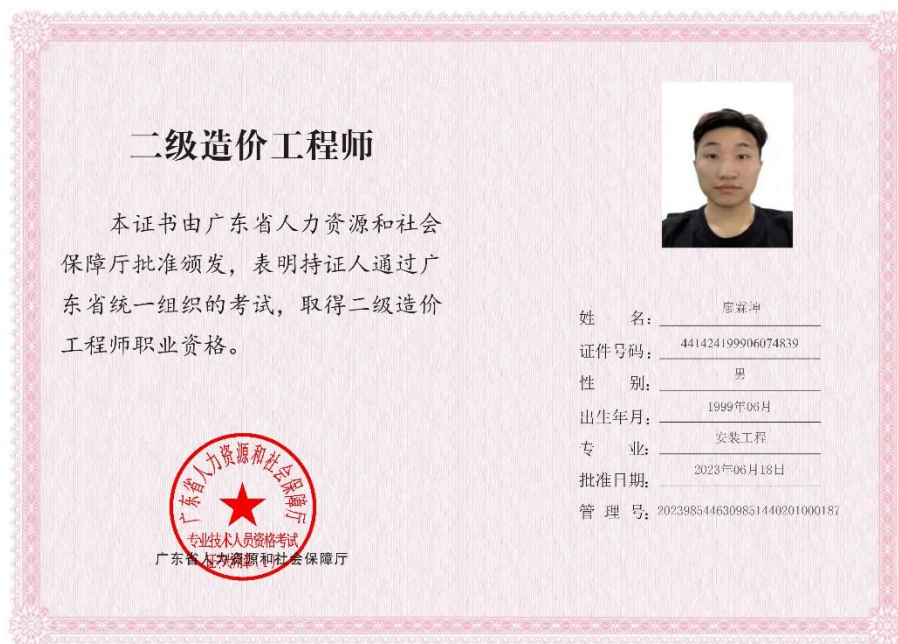 二级造价工程师
本证书由广东省人力资源和社会
保障厅批准颁发，表明持证人通过广
东省统一组织的考试，取得二级造价
工程师职业资格。
广东省人力资源和社会保障厅
专业技术人员资格考试
广东省人力资源和社会保障厅
姓 名： 廖霖坤
证件号码： 441424199906074839
性 别： 男
出生年月： 1999年06月
专 业： 安装工程
批准日期： 2023年06月18日
管 理 号： 2023985446309851440201000187